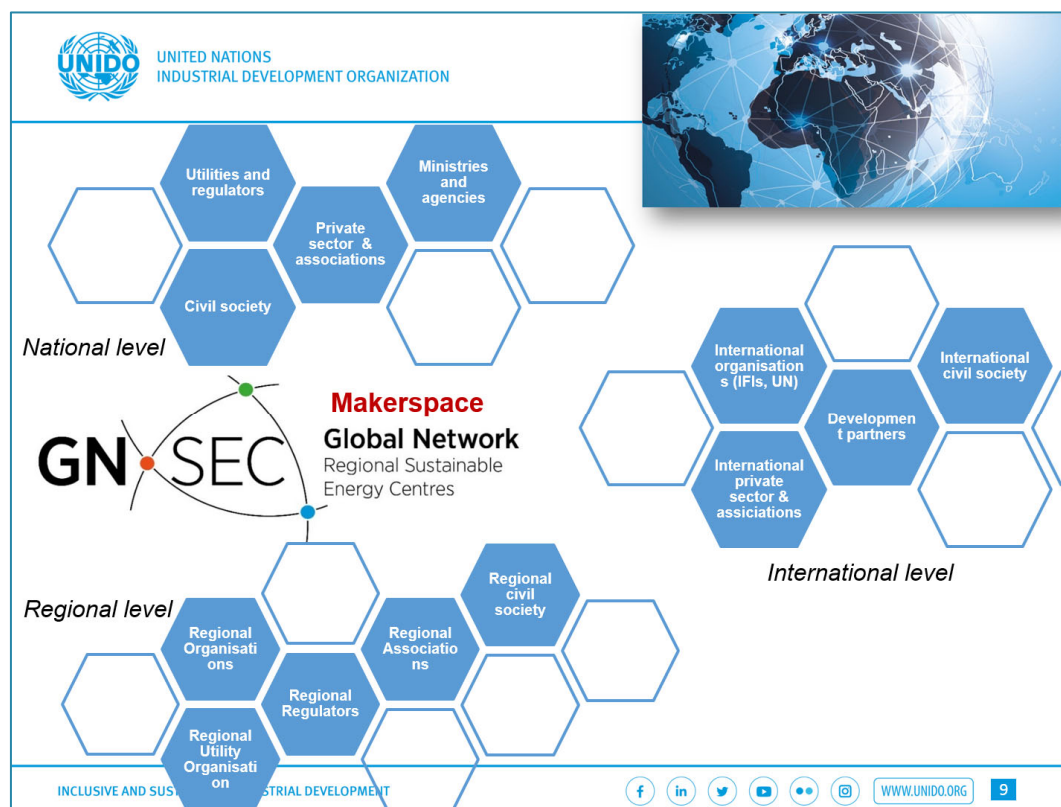 UNIDO
UNITED NATIONS
INDUSTRIAL DEVELOPMENT ORGANIZATION
Utilities and
regulators
Ministries
and
agencies
Private
sector &
associations
Civil society
National level
International
organisation
s (IFIs, UN)
International
civil society
Developmen
t partners
International
private
sector &
assiciations
International level
GN SEC
Makerspace
Global Network
Regional Sustainable
Energy Centres
Regional level
Regional
civil
society
Regional
Organisati
ons
Regional
Associatio
ns
Regional
Regulators
Regional
Utility
Organisati
on
INCLUSIVE AND SUS STRIAL DEVELOPMENT
f
in
WWW.UNIDO.ORG
9